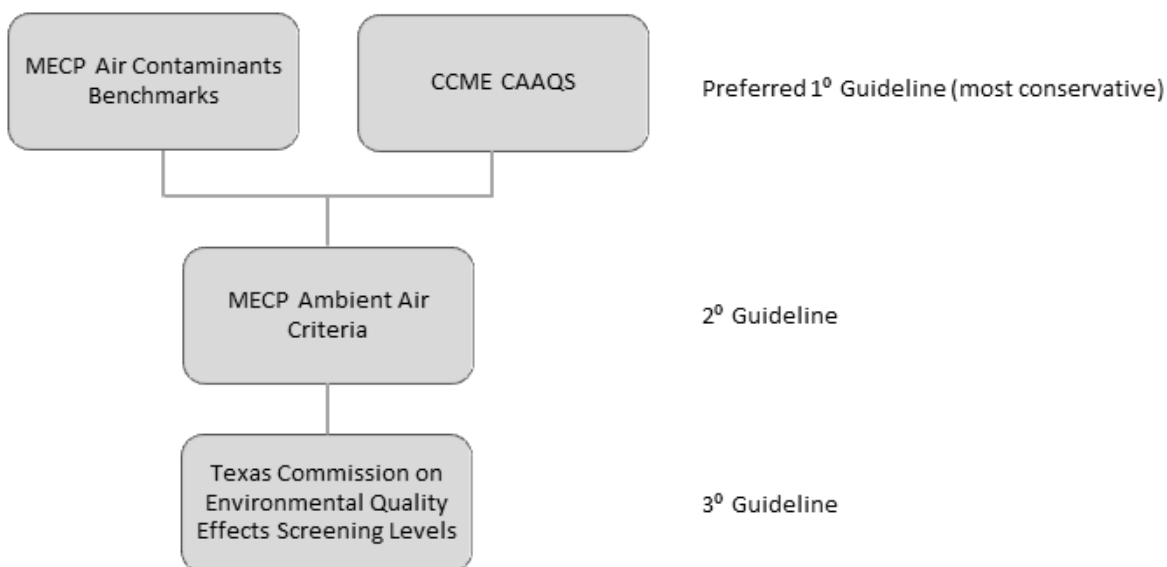 MECP Air Contaminants
Benchmarks
CCME CAAQS
Preferred 1⁰ Guideline (most conservative)
MECP Ambient Air
Criteria
2⁰ Guideline
Texas Commission on
Environmental Quality
Effects Screening Levels
3⁰ Guideline